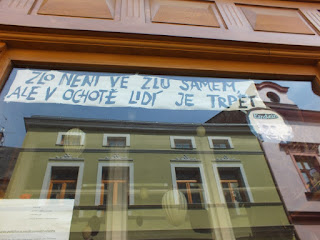 ZLO NENÍ VE ZLU SAMÉM,
ALE V OCHOTĚ LIDÍ JE TRPĚT